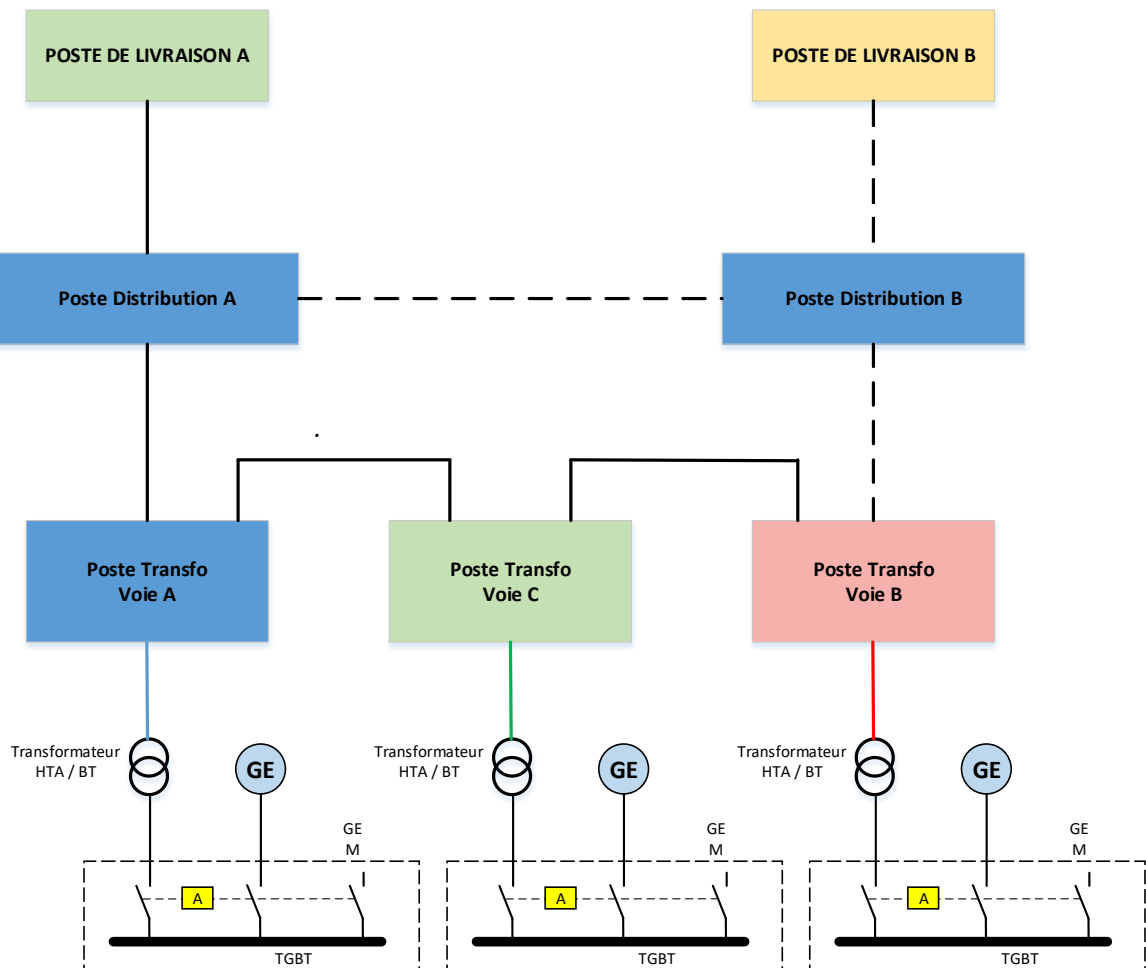 POSTE DE LIVRAISON A
POSTE DE LIVRAISON B
Poste Distribution A
Poste Distribution B
Poste Transfo
Voie A
Poste Transfo
Voie C
Poste Transfo
Voie B
Transformateur
HTA / BT
GE
Transformateur
HTA / BT
GE
Transformateur
HTA / BT
GE
GE
M
GE
M
GE
M
A
A
A
TGBT
TGBT
TGBT